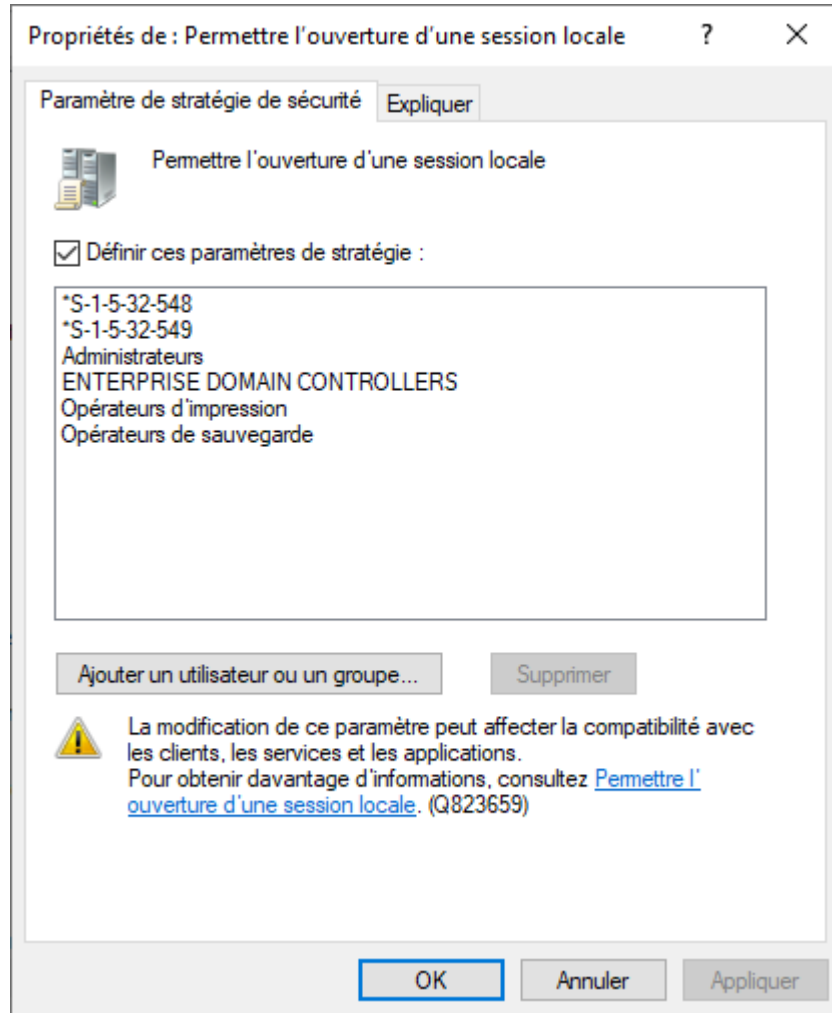 Propriétés de : Permettre l'ouverture d'une session locale ? ✕
Paramètre de stratégie de sécurité Expliquer
Permettre l'ouverture d'une session locale
Définir ces paramètres de stratégie :
*S-1-5-32-548
*S-1-5-32-549
Administrateurs
ENTERPRISE DOMAIN CONTROLLERS
Opérateurs d'impression
Opérateurs de sauvegarde
Ajouter un utilisateur ou un groupe... Supprimer
La modification de ce paramètre peut affecter la compatibilité avec
les clients, les services et les applications.
Pour obtenir davantage d'informations, consultez Permettre l'
ouverture d'une session locale. (Q823659)
OK Annuler Appliquer